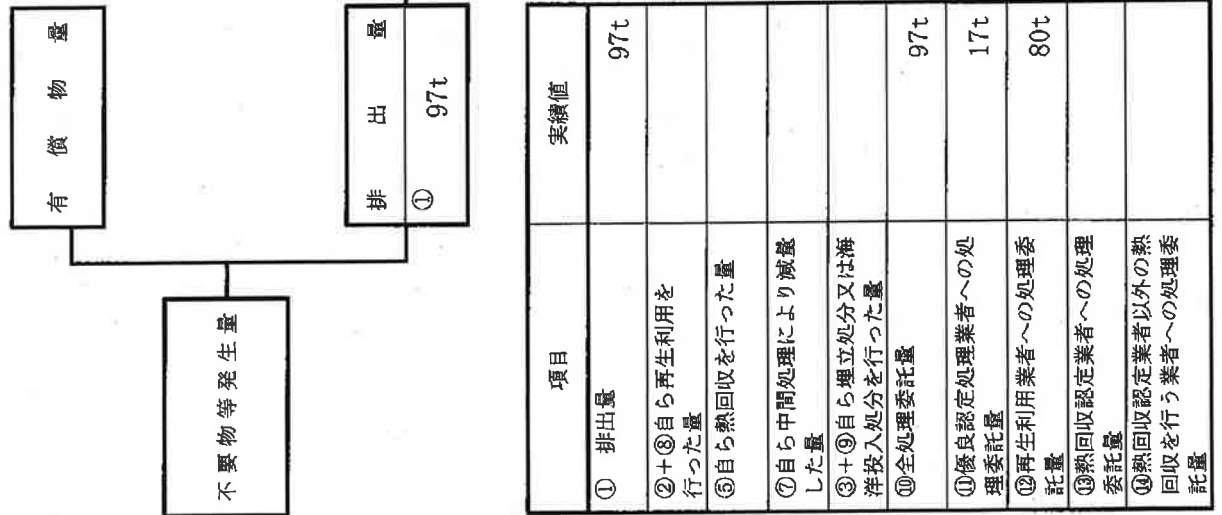 有償物量
不要物等発生量
排出量
① 97t
項目 実績値
① 排出量 97t
②+⑧自ら再生利用を
行った量
⑤自ら熱回収を行った量
⑦自ら中間処理により減量
した量
③+⑨自ら埋立処分又は海
洋投入処分を行った量
⑩全処理委託量 97t
⑪優良認定処理業者への処
理委託量 17t
⑫再生利用業者への処理委
託量 80t
⑬熱回収認定業者への処理
委託量
⑭熱回収認定業者以外の熱
回収を行う業者への処理委
託量